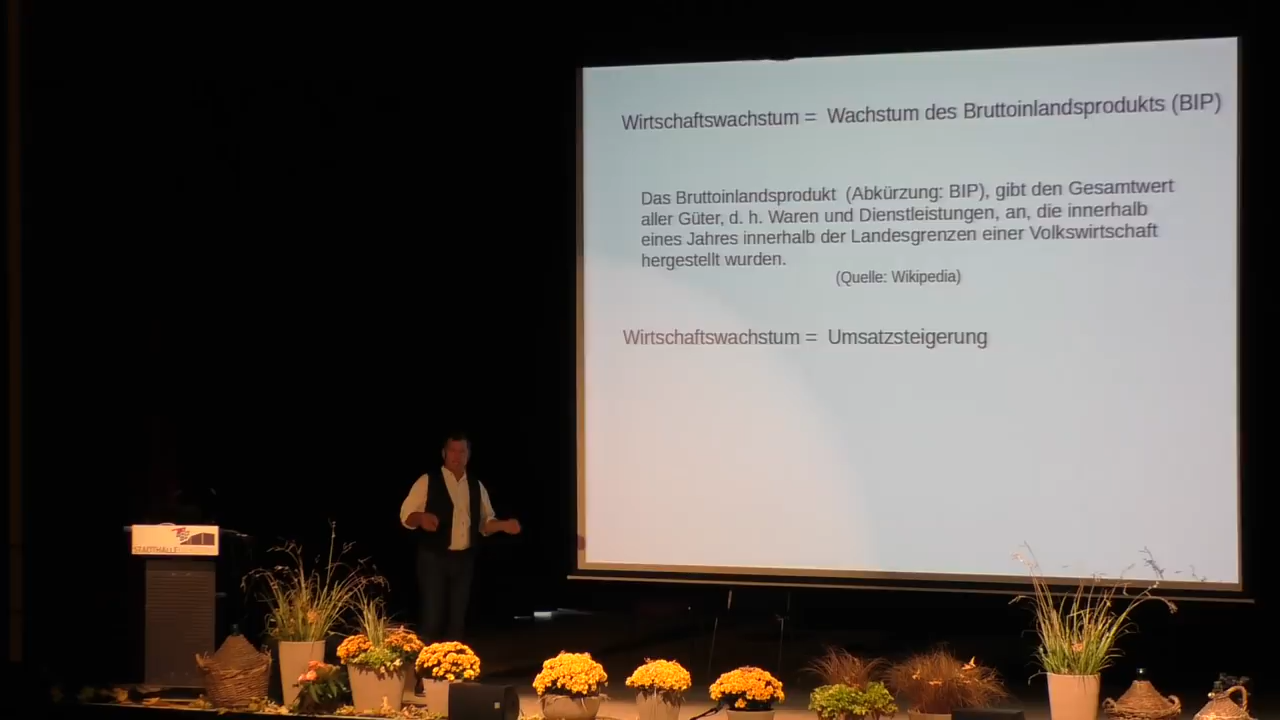 Wirtschaftswachstum = Wachstum des Bruttoinlandsprodukts (BIP)
Das Bruttoinlandsprodukt (Abkürzung: BIP), gibt den Gesamtwert
aller Güter, d. h. Waren und Dienstleistungen, an, die innerhalb
eines Jahres innerhalb der Landesgrenzen einer Volkswirtschaft
hergestellt wurden.
(Quelle: Wikipedia)
Wirtschaftswachstum = Umsatzsteigerung
STADTHALLE